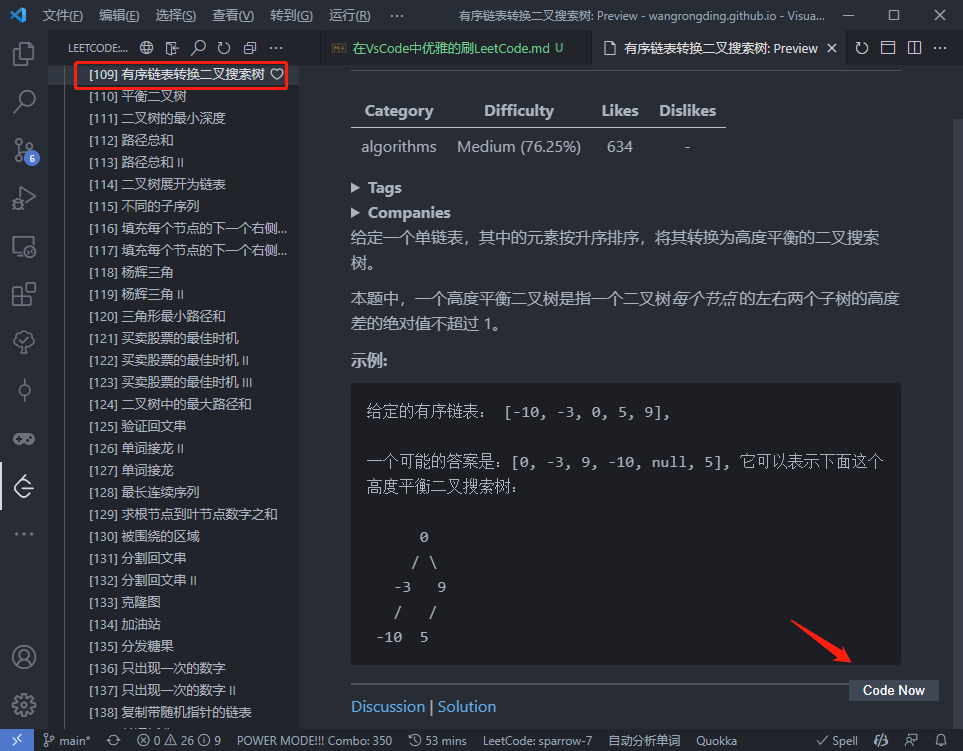 文件(F) 编辑(E) 选择(S) 查看(V) 转到(G) 运行(R) ··· 有序链表转换二叉搜索树: Preview - wangrongding.github.io - Visua...
LEETCODE:... ··· 在VsCode中优雅的刷LeetCode.md U 有序链表转换二叉搜索树: Preview ···
[109] 有序链表转换二叉搜索树
[110] 平衡二叉树
[111] 二叉树的最小深度
[112] 路径总和
[113] 路径总和 II
[114] 二叉树展开为链表
[115] 不同的子序列
[116] 填充每个节点的下一个右侧...
[117] 填充每个节点的下一个右侧...
[118] 杨辉三角
[119] 杨辉三角 II
[120] 三角形最小路径和
[121] 买卖股票的最佳时机
[122] 买卖股票的最佳时机 II
[123] 买卖股票的最佳时机 III
[124] 二叉树中的最大路径和
[125] 验证回文串
[126] 单词接龙 II
[127] 单词接龙
[128] 最长连续序列
[129] 求根节点到叶节点数字之和
[130] 被围绕的区域
[131] 分割回文串
[132] 分割回文串 II
[133] 克隆图
[134] 加油站
[135] 分发糖果
[136] 只出现一次的数字
[137] 只出现一次的数字 II
[138] 复制带随机指针的链表
6
Category Difficulty Likes Dislikes
algorithms Medium (76.25%) 634 -
Tags
Companies
给定一个单链表，其中的元素按升序排序，将其转换为高度平衡的二叉搜索
树。
本题中，一个高度平衡二叉树是指一个二叉树每个节点 的左右两个子树的高度
差的绝对值不超过 1。
示例:
给定的有序链表： [-10, -3, 0, 5, 9],
一个可能的答案是：[0, -3, 9, -10, null, 5], 它可以表示下面这个
高度平衡二叉搜索树：
0
/ \
-3 9
/ /
-10 5
Code Now
Discussion | Solution
main* 0 26 9 POWER MODE!!! Combo: 350 53 mins LeetCode: sparrow-7 自动分析单词 Quokka Spell